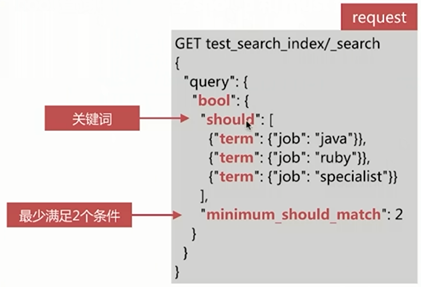 request
GET test_search_index/_search
{
"query": {
"bool": {
关键词
"should": [
{"term": {"job": "java"}},
{"term": {"job": "ruby"}},
{"term": {"job": "specialist"}}
],
最少满足2个条件
"minimum_should_match": 2
}
}
}